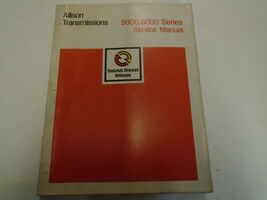 Allison
Transmissions
5900, 6000 Series
Service Manual
Detroit Diesel
Allison